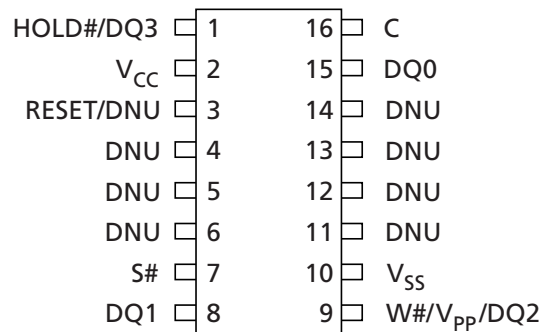 HOLD#/DQ3 1 16 C
VCC 2 15 DQ0
RESET/DNU 3 14 DNU
DNU 4 13 DNU
DNU 5 12 DNU
DNU 6 11 DNU
S# 7 10 VSS
DQ1 8 9 W#/VPP/DQ2